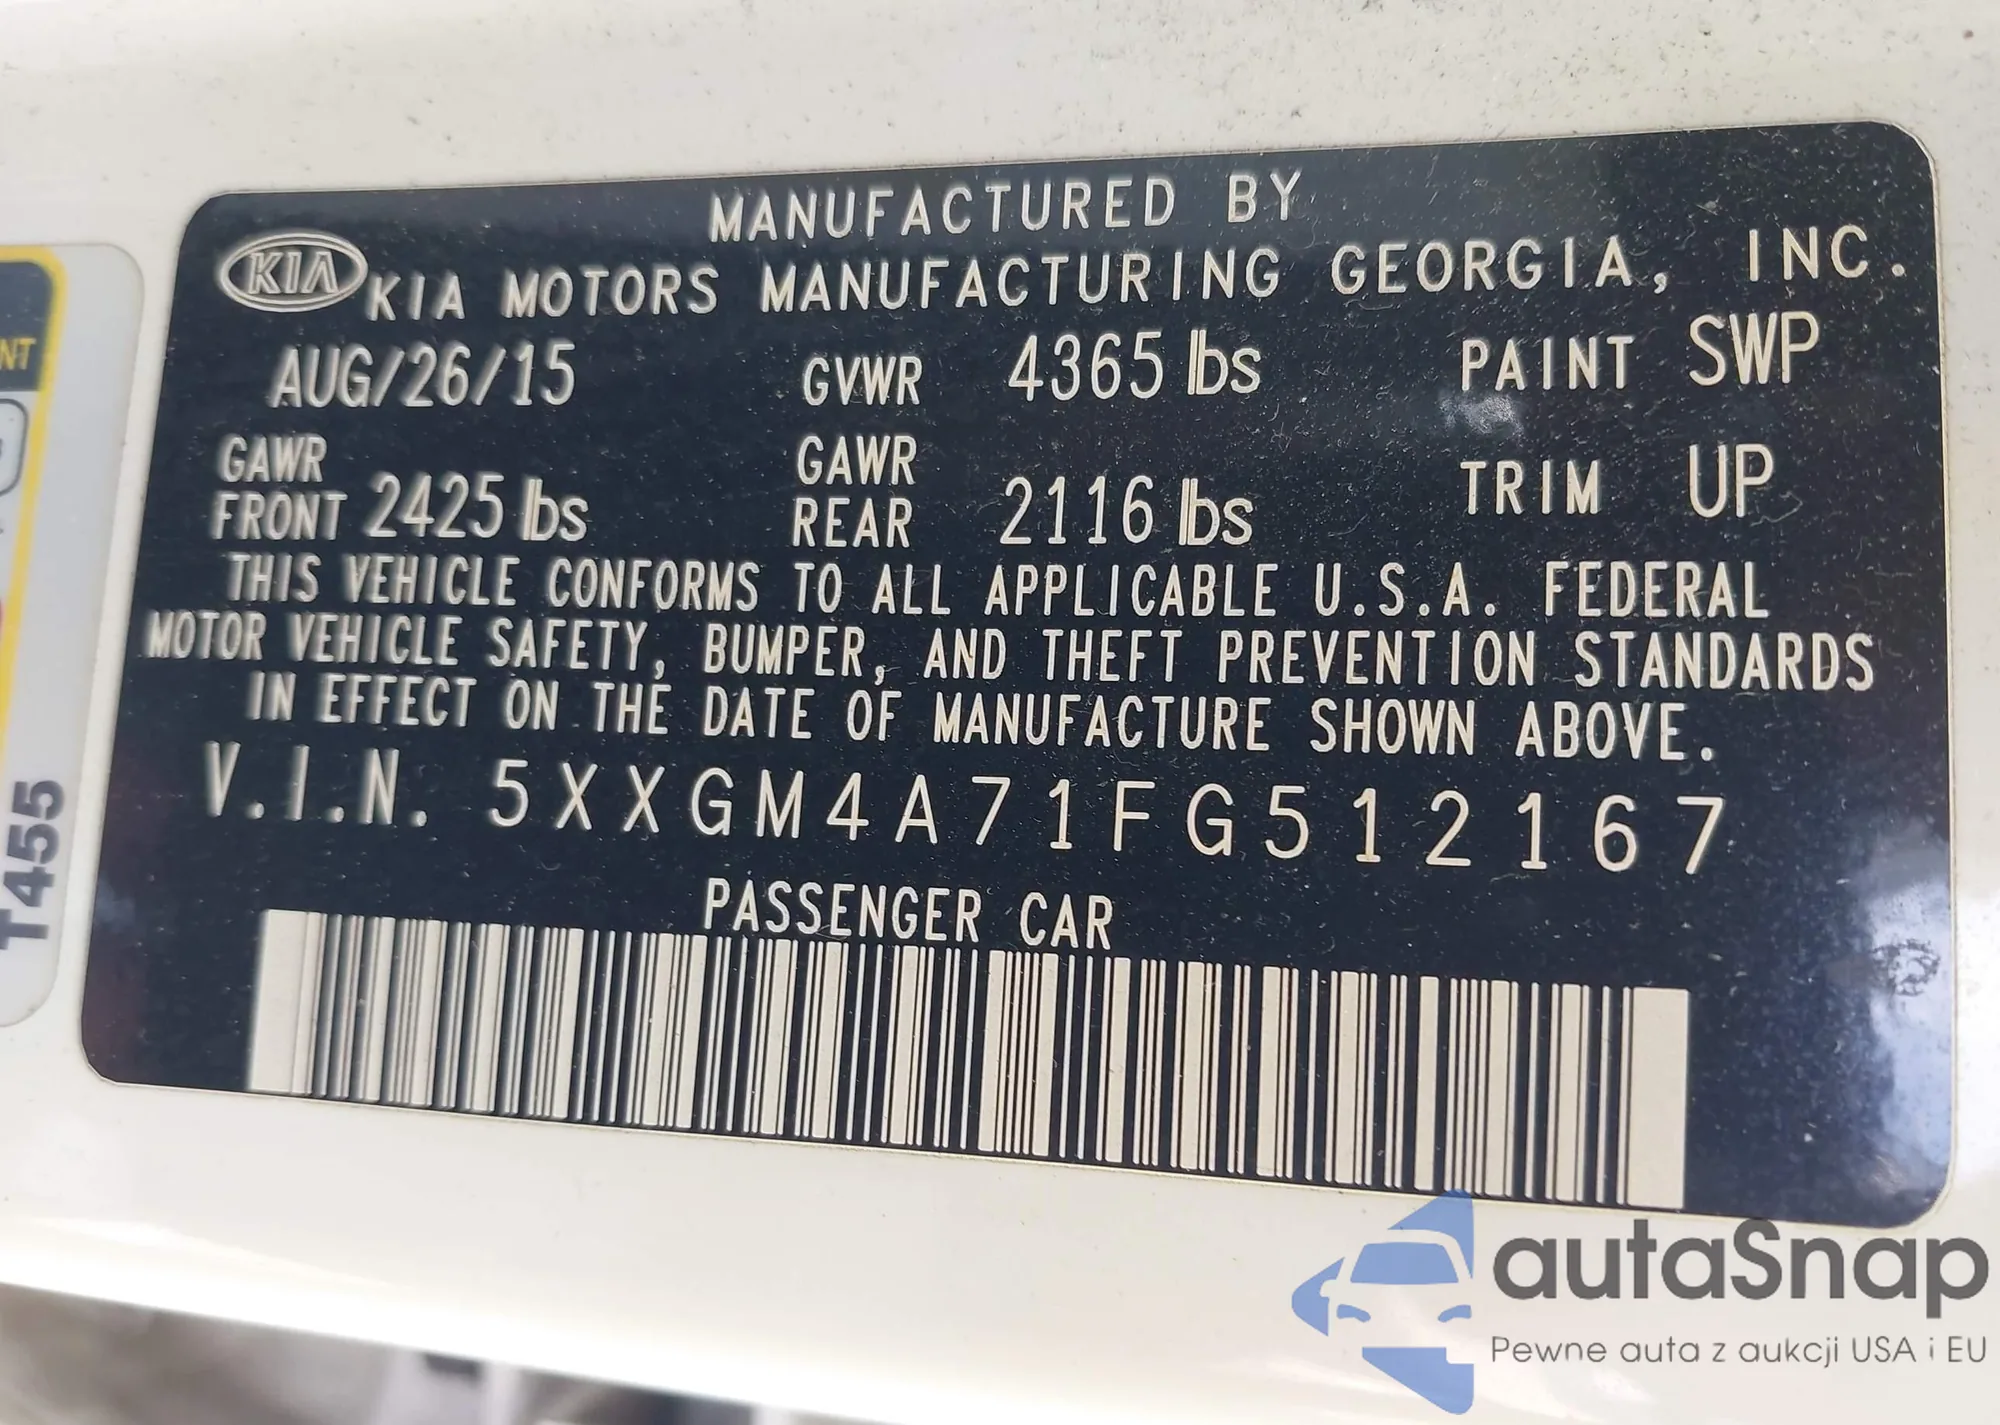 MANUFACTURED BY
KIA KIA MOTORS MANUFACTURING GEORGIA, INC.
AUG/26/15 GVWR 4365 lbs PAINT SWP
GAWR FRONT 2425 lbs GAWR REAR 2116 lbs TRIM UP
THIS VEHICLE CONFORMS TO ALL APPLICABLE U.S.A. FEDERAL
MOTOR VEHICLE SAFETY, BUMPER, AND THEFT PREVENTION STANDARDS
IN EFFECT ON THE DATE OF MANUFACTURE SHOWN ABOVE.
V.I.N. 5XXGM4A71FG512167
PASSENGER CAR
NT
T455
autaSnap
Pewne auta z aukcji USA i EU